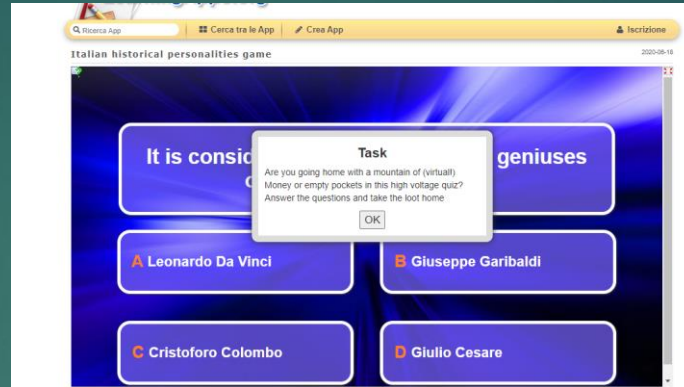 Ricerca App
Cerca tra le App
Crea App
Iscrizione
Italian historical personalities game
2020-06-16
It is consid
geniuses
Task
Are you going home with a mountain of (virtual!)
Money or empty pockets in this high voltage quiz?
Answer the questions and take the loot home
OK
A Leonardo Da Vinci
B Giuseppe Garibaldi
C Cristoforo Colombo
D Giulio Cesare